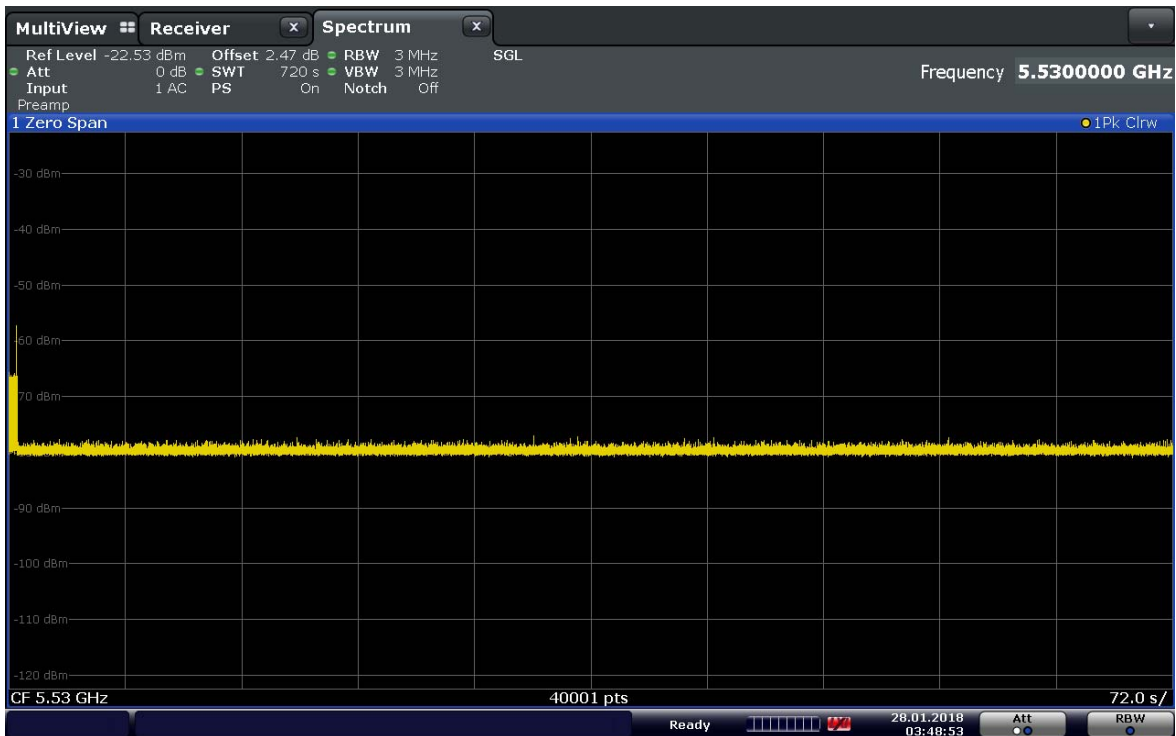 MultiView Receiver X Spectrum X
Ref Level -22.53 dBm Offset 2.47 dB RBW 3 MHz SGL
Att 0 dB SWT 720 s VBW 3 MHz Frequency 5.5300000 GHz
Input 1 AC PS On Notch Off
Preamp
1 Zero Span 1Pk Clrw
-30 dBm
-40 dBm
-50 dBm
-60 dBm
-70 dBm
-90 dBm
-100 dBm
-110 dBm
-120 dBm
CF 5.53 GHz 40001 pts 72.0 s/
Ready 28.01.2018 Att RBW
03:48:53